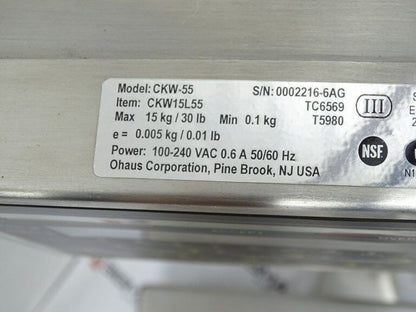 Model: CKW-55 S/N: 0002216-6AG
Item: CKW15L55 TC6569 III
Max 15 kg / 30 lb Min 0.1 kg T5980
e = 0.005 kg / 0.01 lb
Power: 100-240 VAC 0.6 A 50/60 Hz NSF
Ohaus Corporation, Pine Brook, NJ USA